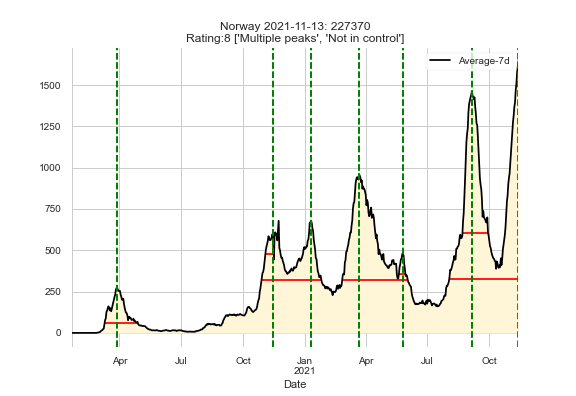 Norway 2021-11-13: 227370
Rating:8 ['Multiple peaks', 'Not in control']
Average-7d
1500
1250
1000
750
500
250
0
Apr Jul Oct Jan Apr Jul Oct
2021
Date